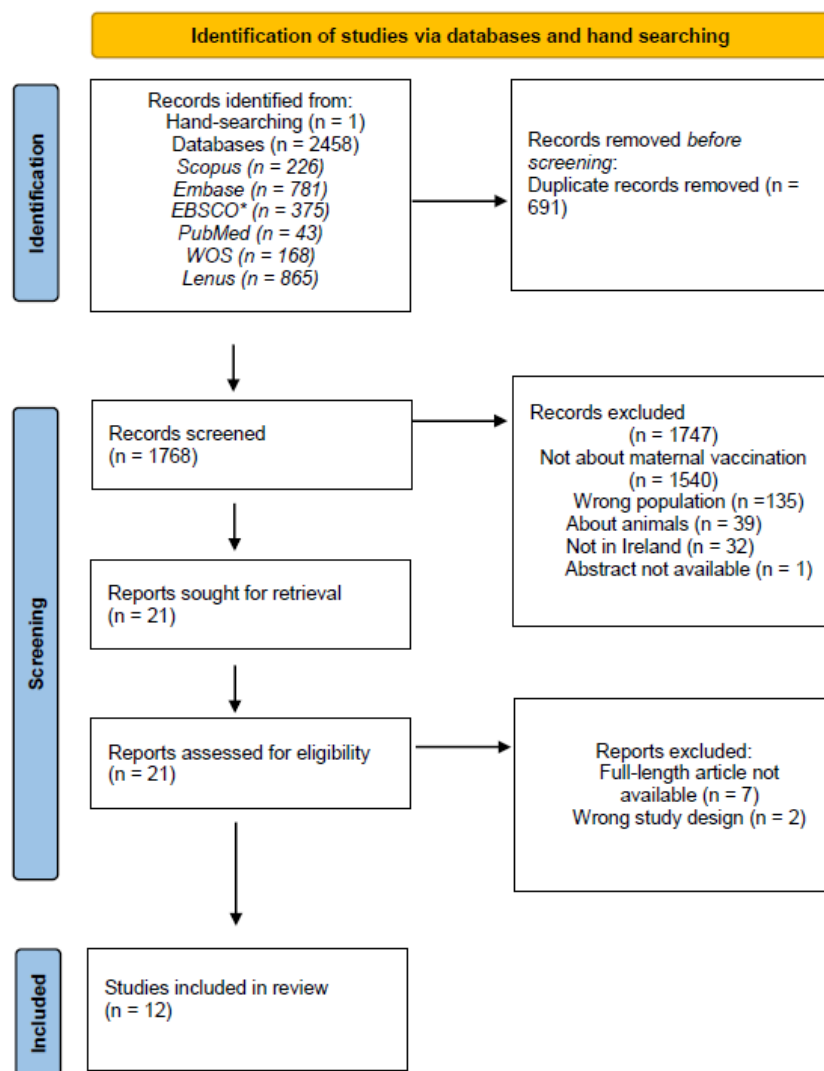 Identification of studies via databases and hand searching
Identification
Records identified from:
Hand-searching (n = 1)
Databases (n = 2458)
Scopus (n = 226)
Embase (n = 781)
EBSCO* (n = 375)
PubMed (n = 43)
WOS (n = 168)
Lenus (n = 865)
Records removed before
screening:
Duplicate records removed (n =
691)
Screening
Records screened
(n = 1768)
Records excluded
(n = 1747)
Not about maternal vaccination
(n = 1540)
Wrong population (n =135)
About animals (n = 39)
Not in Ireland (n = 32)
Abstract not available (n = 1)
Reports sought for retrieval
(n = 21)
Reports assessed for eligibility
(n = 21)
Reports excluded:
Full-length article not
available (n = 7)
Wrong study design (n = 2)
Included
Studies included in review
(n = 12)